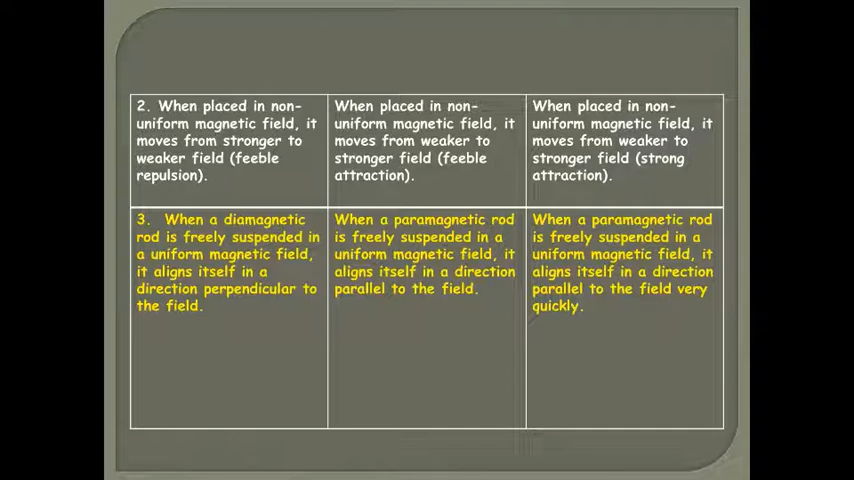 2. When placed in non-
uniform magnetic field, it
moves from stronger to
weaker field (feeble
repulsion).
When placed in non-
uniform magnetic field, it
moves from weaker to
stronger field (feeble
attraction).
When placed in non-
uniform magnetic field, it
moves from weaker to
stronger field (strong
attraction).
3. When a diamagnetic
rod is freely suspended in
a uniform magnetic field,
it aligns itself in a
direction perpendicular to
the field.
When a paramagnetic rod
is freely suspended in a
uniform magnetic field, it
aligns itself in a direction
parallel to the field.
When a paramagnetic rod
is freely suspended in a
uniform magnetic field, it
aligns itself in a direction
parallel to the field very
quickly.